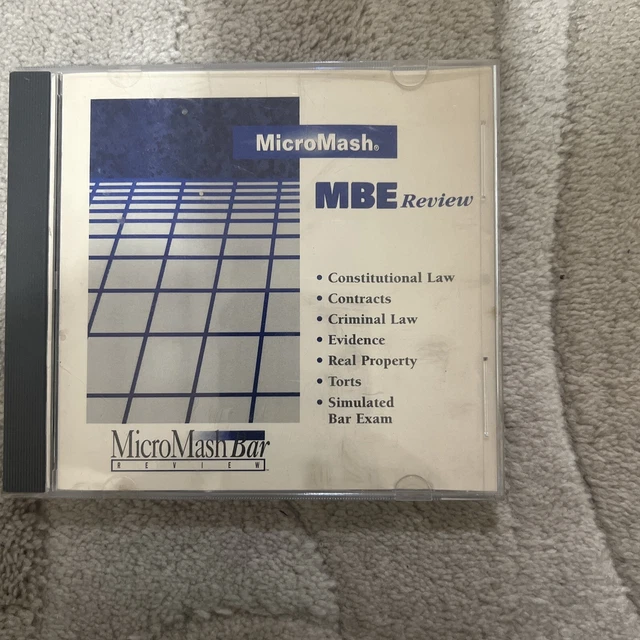 MicroMash®
MBE Review
• Constitutional Law
• Contracts
• Criminal Law
• Evidence
• Real Property
• Torts
• Simulated
Bar Exam
MicroMash Bar
REVIEW